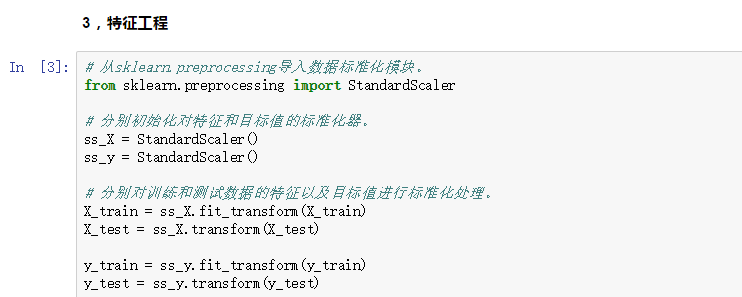 3，特征工程
In [3]:
# 从sklearn.preprocessing导入数据标准化模块。
from sklearn.preprocessing import StandardScaler
# 分别初始化对特征和目标值的标准化器。
ss_X = StandardScaler()
ss_y = StandardScaler()
# 分别对训练和测试数据的特征以及目标值进行标准化处理。
X_train = ss_X.fit_transform(X_train)
X_test = ss_X.transform(X_test)
y_train = ss_y.fit_transform(y_train)
y_test = ss_y.transform(y_test)